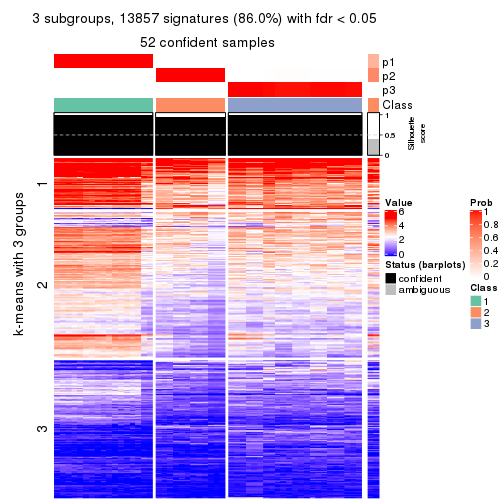 3 subgroups, 13857 signatures (86.0%) with fdr < 0.05
52 confident samples
p1
p2
p3
Class
1
0.5
0
Silhouette
score
k-means with 3 groups
1
2
3
Value
6
4
2
0
Status (barplots)
confident
ambiguous
Prob
1
0.8
0.6
0.4
0.2
0
Class
1
2
3